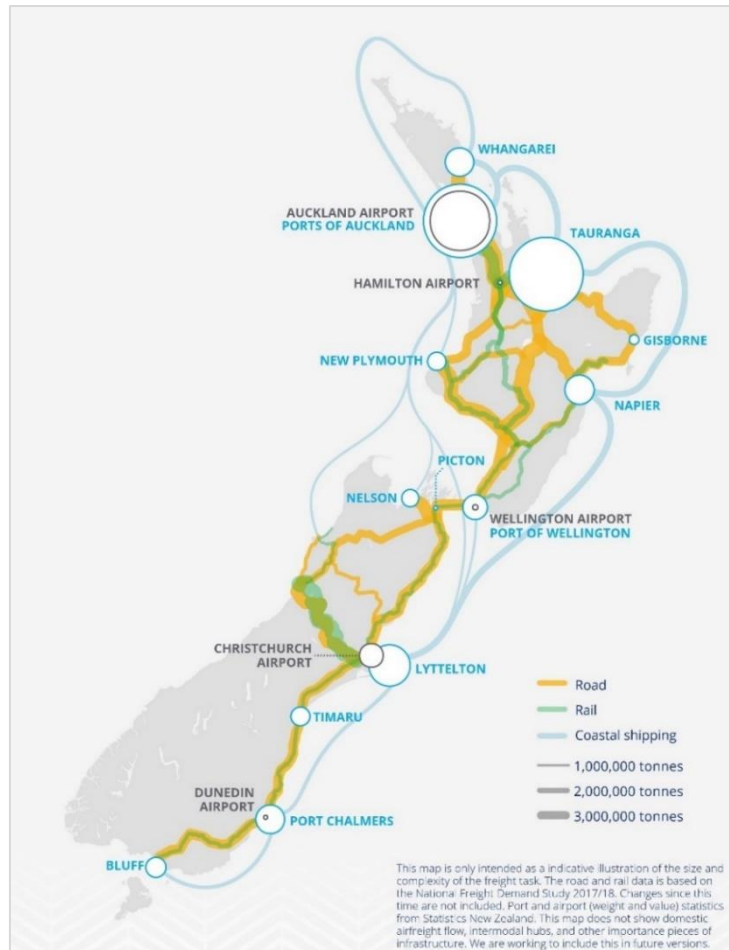 WHANGAREI
AUCKLAND AIRPORT
PORTS OF AUCKLAND
TAURANGA
HAMILTON AIRPORT
GISBORNE
NEW PLYMOUTH
NAPIER
PICTON
NELSON
WELLINGTON AIRPORT
PORT OF WELLINGTON
CHRISTCHURCH
AIRPORT
LYTTELTON
Road
Rail
Coastal shipping
TIMARU
1,000,000 tonnes
2,000,000 tonnes
DUNEDIN
AIRPORT
3,000,000 tonnes
PORT CHALMERS
BLUFF
This map is only intended as a indicative illustration of the size and
complexity of the freight task. The road and rail data is based on
the National Freight Demand Study 2017/18. Changes since this
time are not included. Port and airport (weight and value) statistics
from Statistics New Zealand. This map does not show domestic
airfreight flow, intermodal hubs, and other importance pieces of
infrastructure. We are working to include this in future versions.